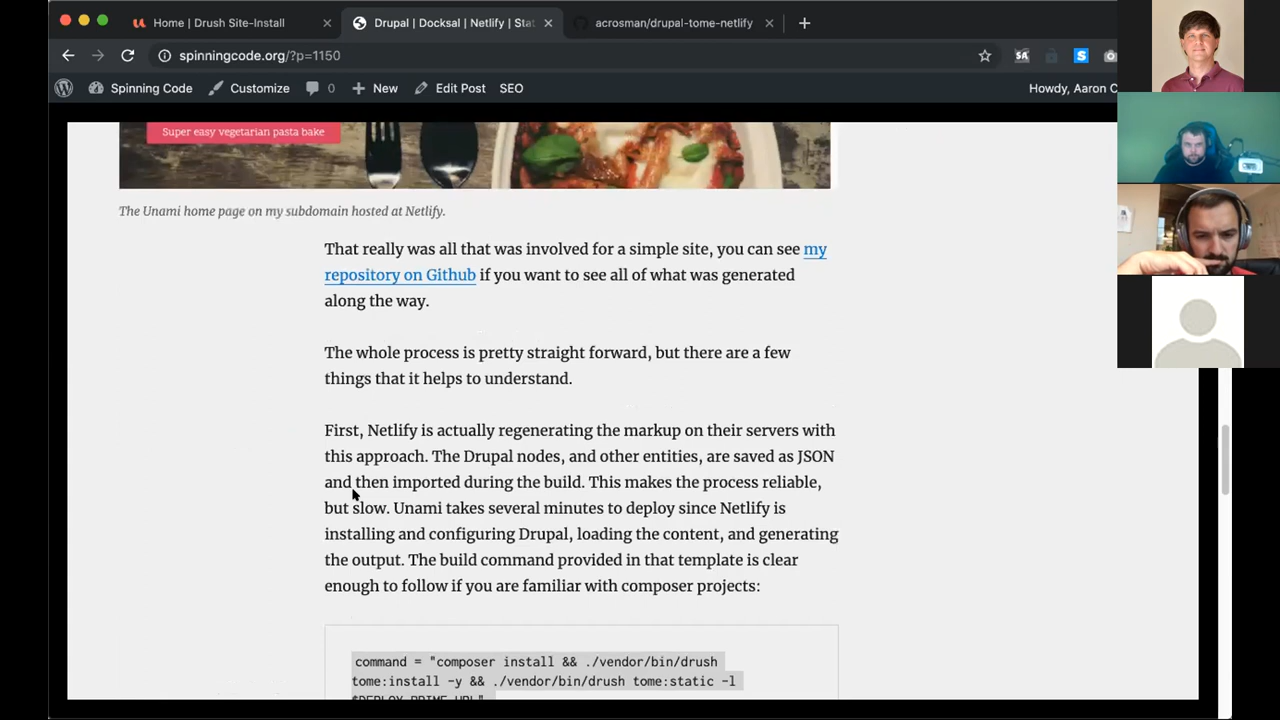 Home | Drush Site-Install
Drupal | Docksal | Netlify | Sta
acrosman/drupal-tome-netlify
spinningcode.org/?p=1150
Spinning Code
Customize
0
New
Edit Post
SEO
Howdy, Aaron C
Super easy vegetarian pasta bake
The Unami home page on my subdomain hosted at Netlify.
That really was all that was involved for a simple site, you can see my
repository on Github if you want to see all of what was generated
along the way.
The whole process is pretty straight forward, but there are a few
things that it helps to understand.
First, Netlify is actually regenerating the markup on their servers with
this approach. The Drupal nodes, and other entities, are saved as JSON
and then imported during the build. This makes the process reliable,
but slow. Unami takes several minutes to deploy since Netlify is
installing and configuring Drupal, loading the content, and generating
the output. The build command provided in that template is clear
enough to follow if you are familiar with composer projects:
command = "composer install && ./vendor/bin/drush
tome:install -y && ./vendor/bin/drush tome:static -l
$DEPLOY_PRIME_URL"